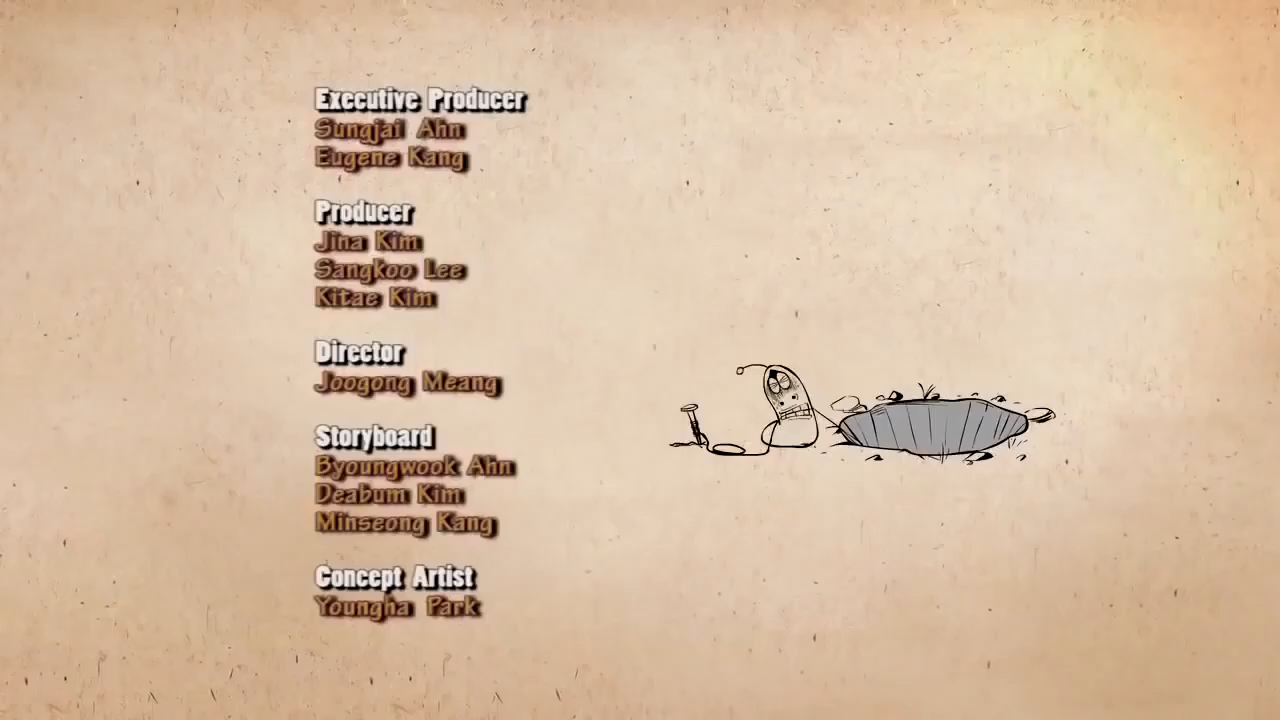 Executive Producer
Sungjai Ahn
Eugene Kang
Producer
Jina Kim
Sangkoo Lee
Kitae Kim
Director
Joogong Meang
Storyboard
Byoungwook Ahn
Deabum Kim
Minseong Kang
Concept Artist
Youngha Park